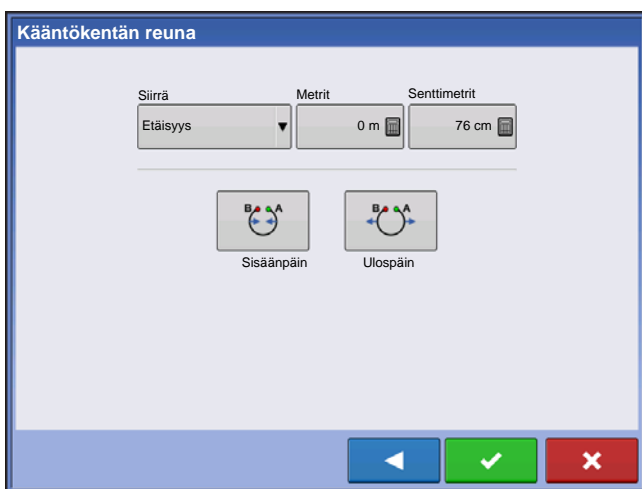 Kääntökentän reuna
Siirrä Metrit Senttimetrit
Etäisyys 0 m 76 cm
B A B A
Sisäänpäin Ulospäin